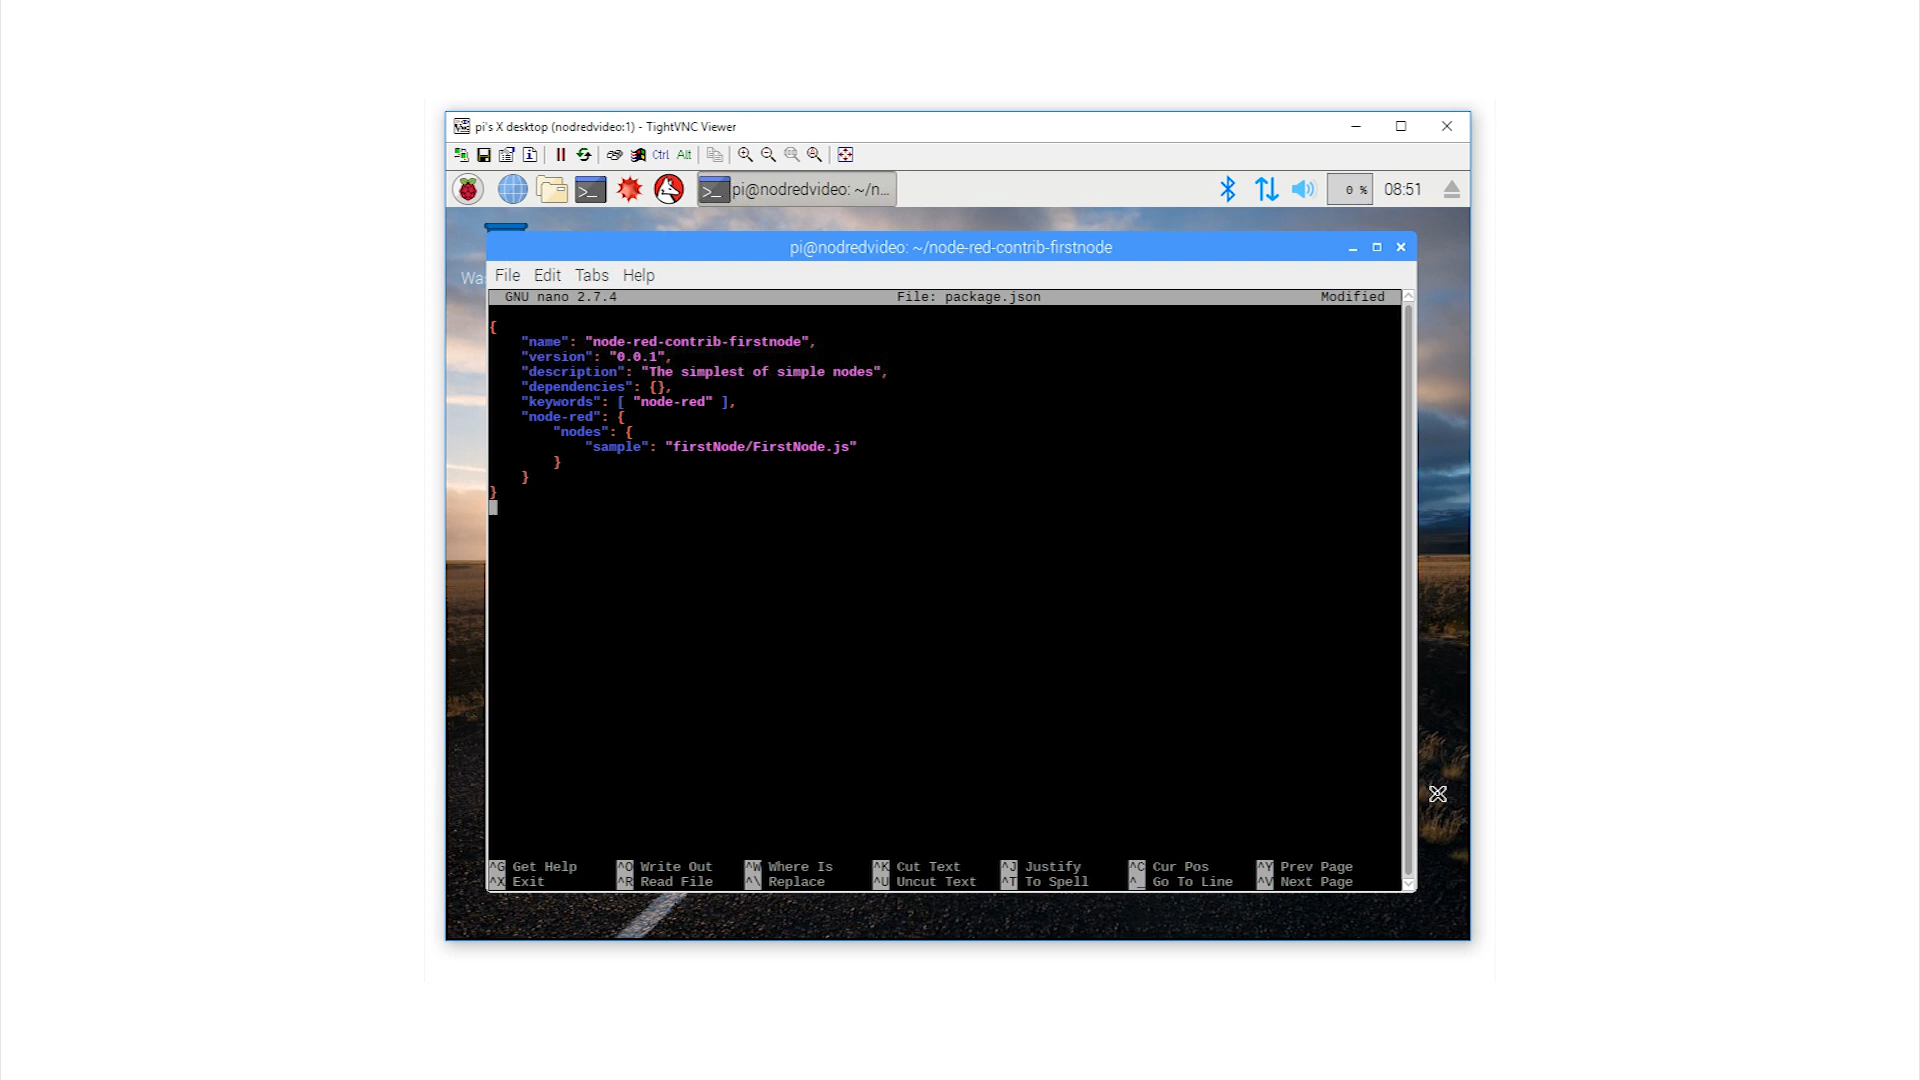 pi's X desktop (nodredvideo:1) - TightVNC Viewer
Ctrl Alt
pi@nodredvideo: ~/n...
0 % 08:51
pi@nodredvideo: ~/node-red-contrib-firstnode
File Edit Tabs Help
GNU nano 2.7.4 File: package.json Modified
{
"name": "node-red-contrib-firstnode",
"version": "0.0.1",
"description": "The simplest of simple nodes",
"dependencies": {},
"keywords": [ "node-red" ],
"node-red": {
"nodes": {
"sample": "firstNode/FirstNode.js"
}
}
}
^G Get Help ^O Write Out ^W Where Is ^K Cut Text ^J Justify ^C Cur Pos ^Y Prev Page
^X Exit ^R Read File ^\ Replace ^U Uncut Text ^T To Spell ^_ Go To Line ^V Next Page